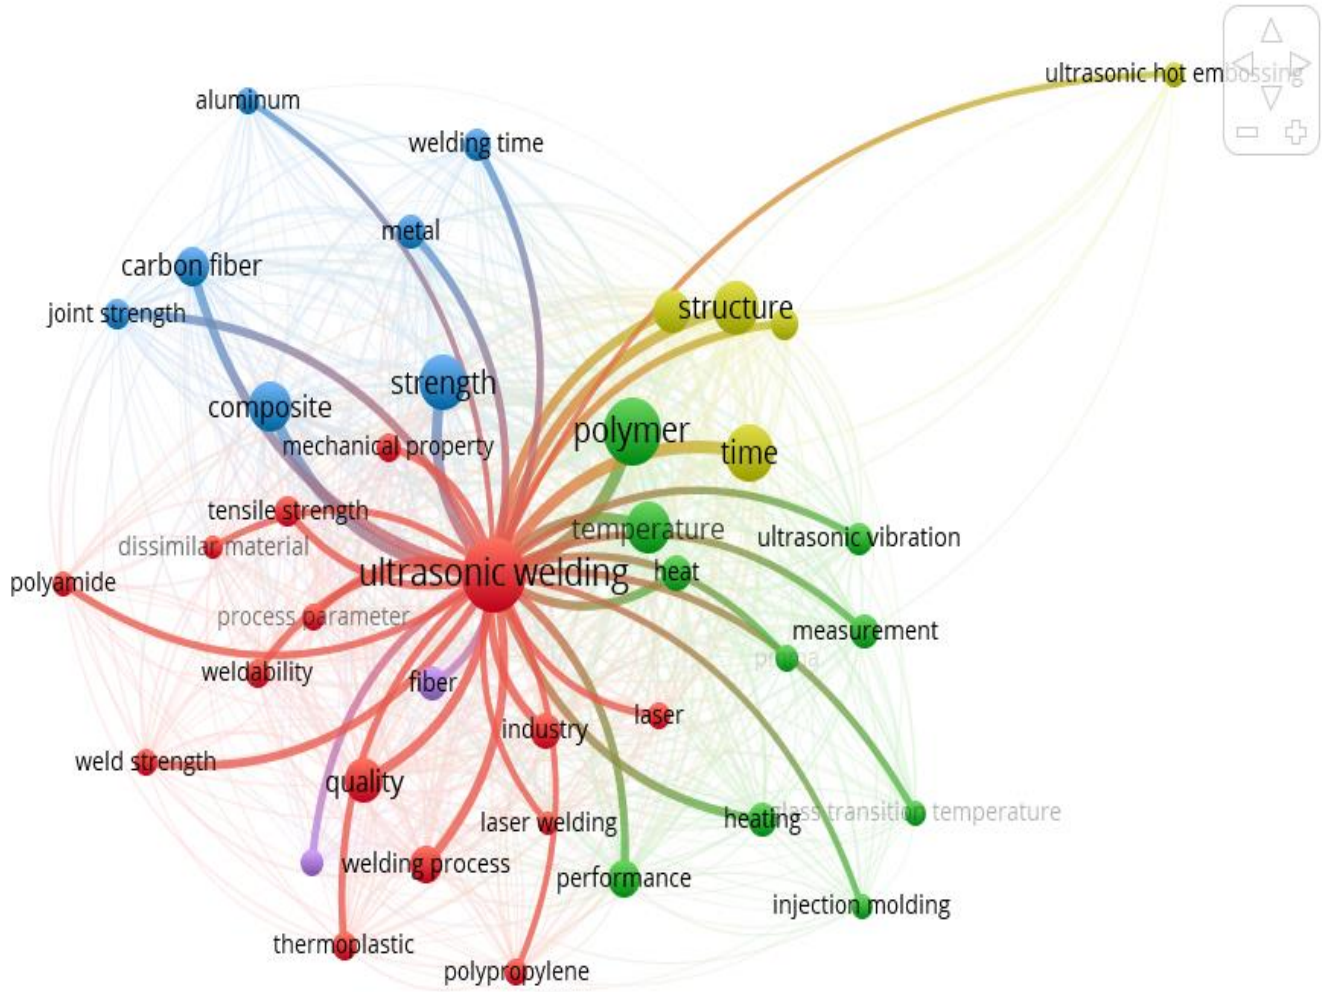 ultrasonic hot embossing
aluminum
welding time
metal
carbon fiber
joint strength
structure
strength
composite
polymer
mechanical property
time
tensile strength
temperature
ultrasonic vibration
dissimilar material
ultrasonic welding
heat
polyamide
process parameter
measurement
weldability
fiber
laser
industry
weld strength
quality
glass transition temperature
heating
laser welding
welding process
performance
injection molding
thermoplastic
polypropylene